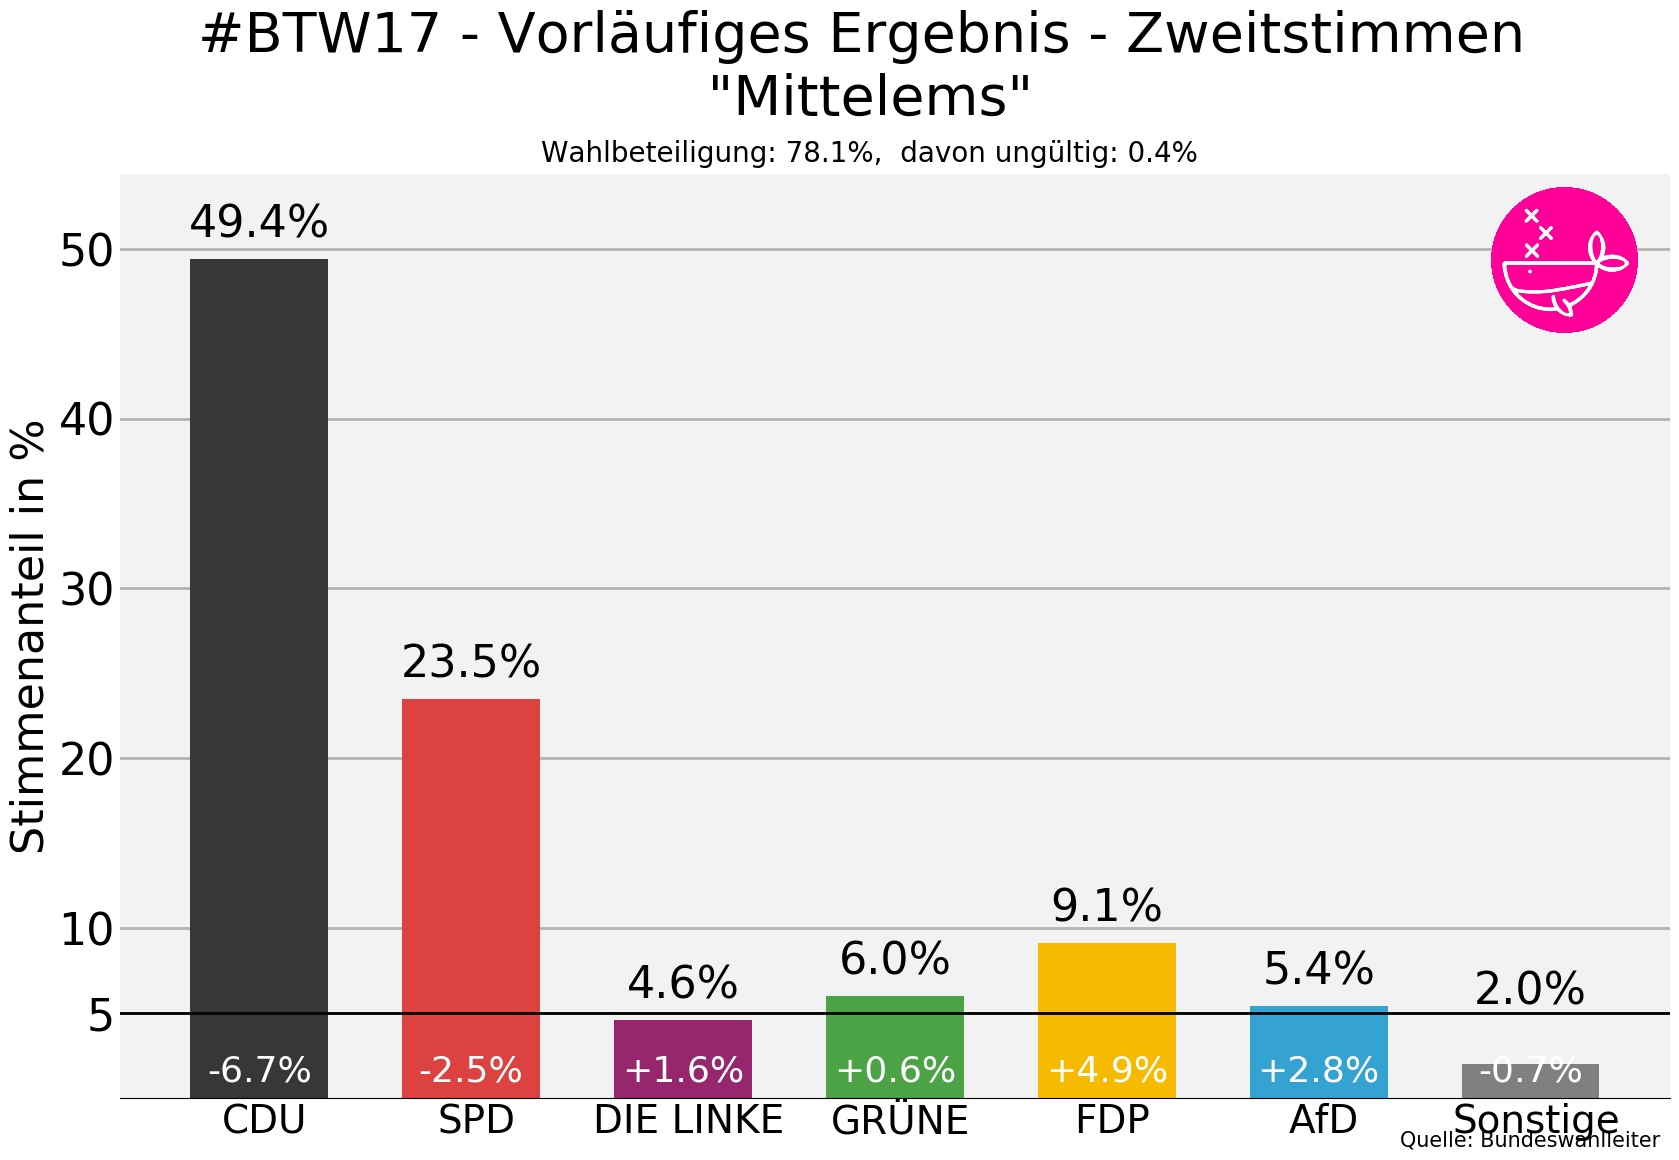 #BTW17 - Vorläufiges Ergebnis - Zweitstimmen
"Mittelems"
Wahlbeteiligung: 78.1%,  davon ungültig: 0.4%
Stimmenanteil in %
50
40
30
20
10
5
49.4%
23.5%
4.6%
6.0%
9.1%
5.4%
2.0%
-6.7%
-2.5%
+1.6%
+0.6%
+4.9%
+2.8%
-0.7%
CDU
SPD
DIE LINKE
GRÜNE
FDP
AfD
Sonstige
Quelle: Bundeswahlleiter